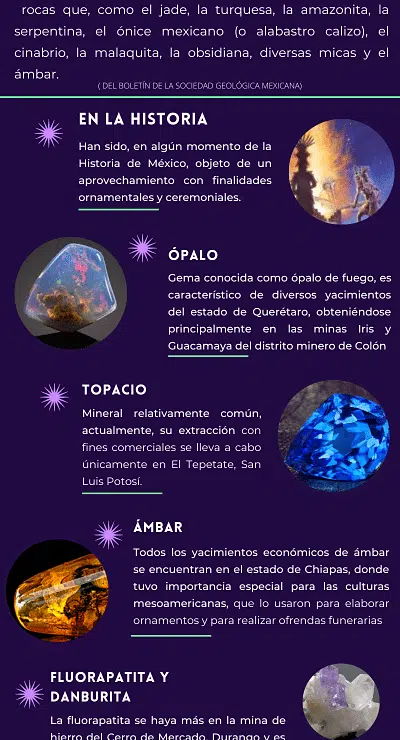 rocas que, como el jade, la turquesa, la amazonita, la
serpentina, el ónice mexicano (o alabastro calizo), el
cinabrio, la malaquita, la obsidiana, diversas micas y el
ámbar.
( DEL BOLETÍN DE LA SOCIEDAD GEOLÓGICA MEXICANA)
EN LA HISTORIA
Han sido, en algún momento de la
Historia de México, objeto de un
aprovechamiento con finalidades
ornamentales y ceremoniales.
ÓPALO
Gema conocida como ópalo de fuego, es
característico de diversos yacimientos
del estado de Querétaro, obteniéndose
principalmente en las minas Iris y
Guacamaya del distrito minero de Colón
TOPACIO
Mineral relativamente común,
actualmente, su extracción con
fines comerciales se lleva a cabo
únicamente en El Tepetate, San
Luis Potosí.
ÁMBAR
Todos los yacimientos económicos de ámbar
se encuentran en el estado de Chiapas, donde
tuvo importancia especial para las culturas
mesoamericanas, que lo usaron para elaborar
ornamentos y para realizar ofrendas funerarias
FLUORAPATITA Y
DANBURITA
La fluorapatita se haya más en la mina de
hierro del Cerro de Mercado, Durango y es